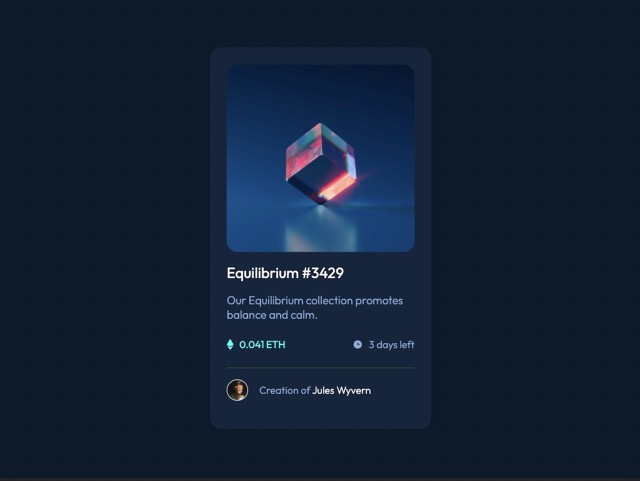 Equilibrium #3429
Our Equilibrium collection promotes
balance and calm.
0.041 ETH 3 days left
Creation of Jules Wyvern